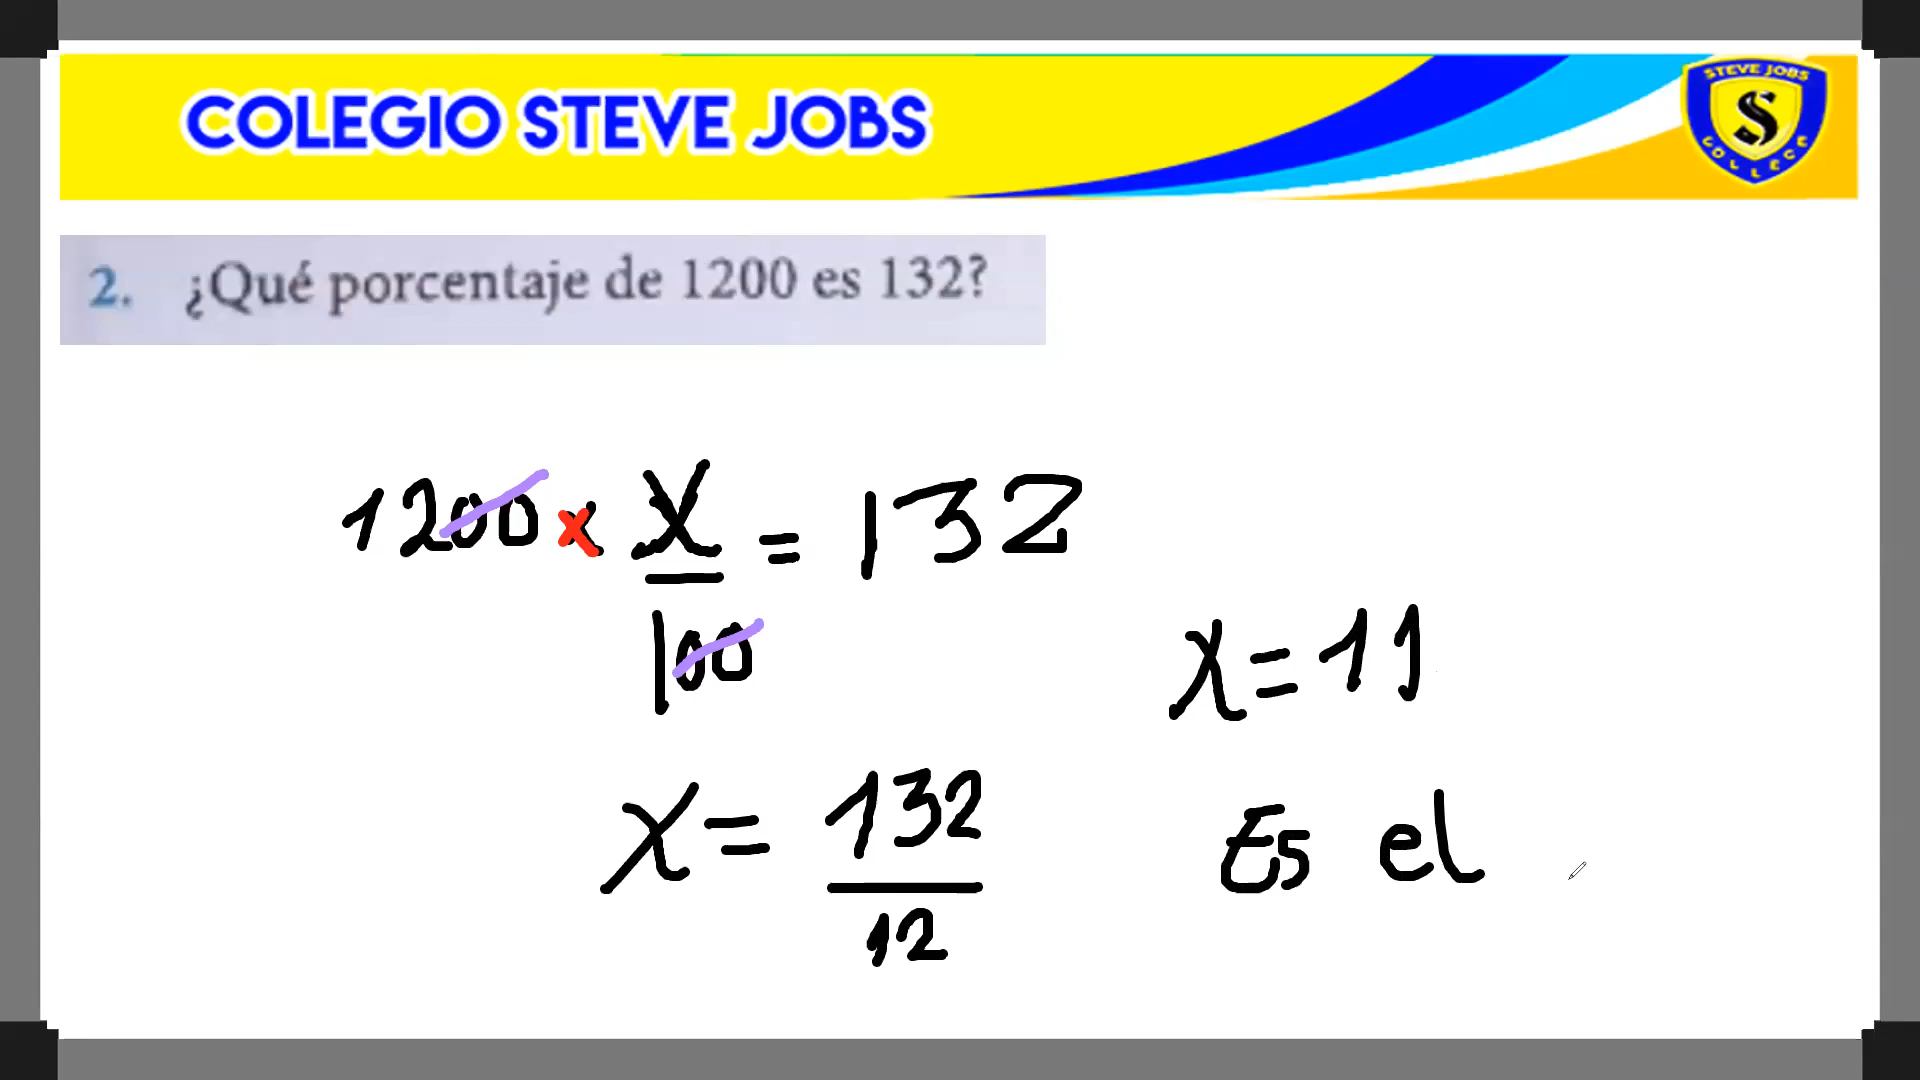 COLEGIO STEVE JOBS
STEVE JOBS
S
COLLEGE
2. ¿Qué porcentaje de 1200 es 132?
1200 x x = 132
100
x = 11
x = 132
12
Es el